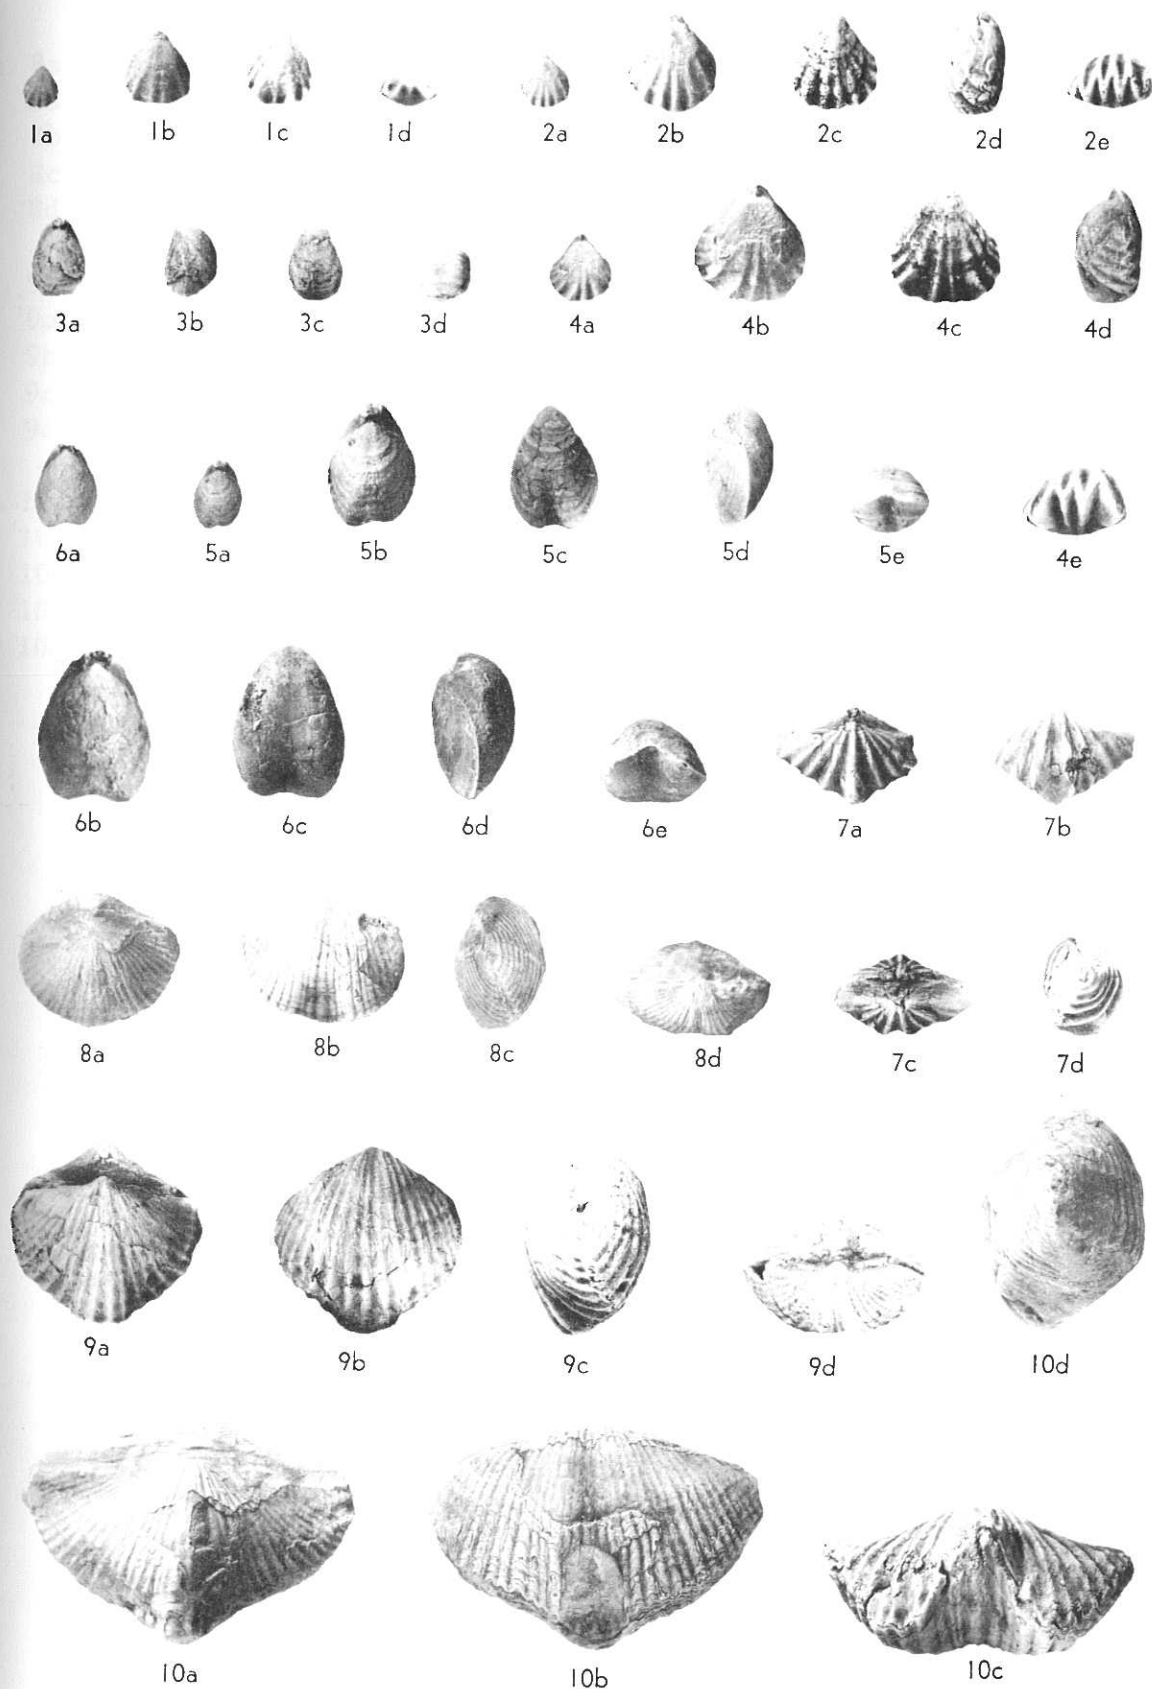 1a 1b 1c 1d 2a 2b 2c 2d 2e
3a 3b 3c 3d 4a 4b 4c 4d
6a 5a 5b 5c 5d 5e 4e
6b 6c 6d 6e 7a 7b
8a 8b 8c 8d 7c 7d
9a 9b 9c 9d 10d
10a 10b 10c